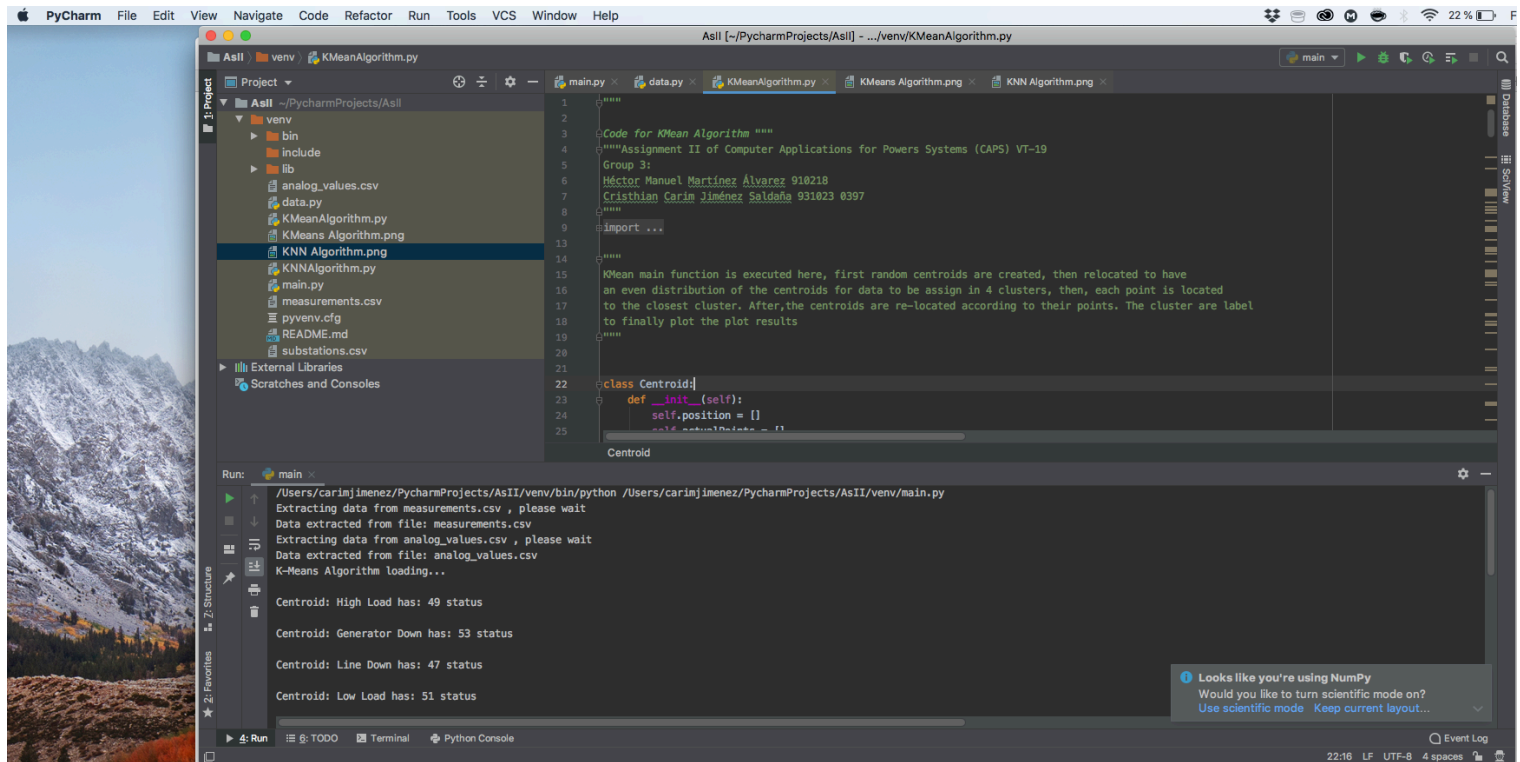 PyCharm File Edit View Navigate Code Refactor Run Tools VCS Window Help 22 % F
AsII [~/PycharmProjects/AsII] - .../venv/KMeanAlgorithm.py
AsII venv KMeanAlgorithm.py main
1: Project
Project
main.py data.py KMeanAlgorithm.py KMeans Algorithm.png KNN Algorithm.png
AsII ~/PycharmProjects/AsII
venv
bin
include
lib
analog_values.csv
data.py
KMeanAlgorithm.py
KMeans Algorithm.png
KNN Algorithm.png
KNNAlgorithm.py
main.py
measurements.csv
pyvenv.cfg
README.md
substations.csv
External Libraries
Scratches and Consoles
1 """
2
3 Code for KMean Algorithm """
4 """Assignment II of Computer Applications for Powers Systems (CAPS) VT-19
5 Group 3:
6 Héctor Manuel Martínez Álvarez 910218
7 Cristhian Carim Jiménez Saldaña 931023 0397
8 """
9 import ...
13
14 """
15 KMean main function is executed here, first random centroids are created, then relocated to have
16 an even distribution of the centroids for data to be assign in 4 clusters, then, each point is located
17 to the closest cluster. After,the centroids are re-located according to their points. The cluster are label
18 to finally plot the plot results
19 """
20
21
22 class Centroid:
23 def __init__(self):
24 self.position = []
25 self.actualPoints = []
Centroid
Database
SciView
Run: main
/Users/carimjimenez/PycharmProjects/AsII/venv/bin/python /Users/carimjimenez/PycharmProjects/AsII/venv/main.py
Extracting data from measurements.csv , please wait
Data extracted from file: measurements.csv
Extracting data from analog_values.csv , please wait
Data extracted from file: analog_values.csv
K-Means Algorithm loading...
Centroid: High Load has: 49 status
Centroid: Generator Down has: 53 status
Centroid: Line Down has: 47 status
Centroid: Low Load has: 51 status
Z: Structure
2: Favorites
Looks like you're using NumPy
Would you like to turn scientific mode on?
Use scientific mode Keep current layout...
4: Run 6: TODO Terminal Python Console Event Log
22:16 LF UTF-8 4 spaces